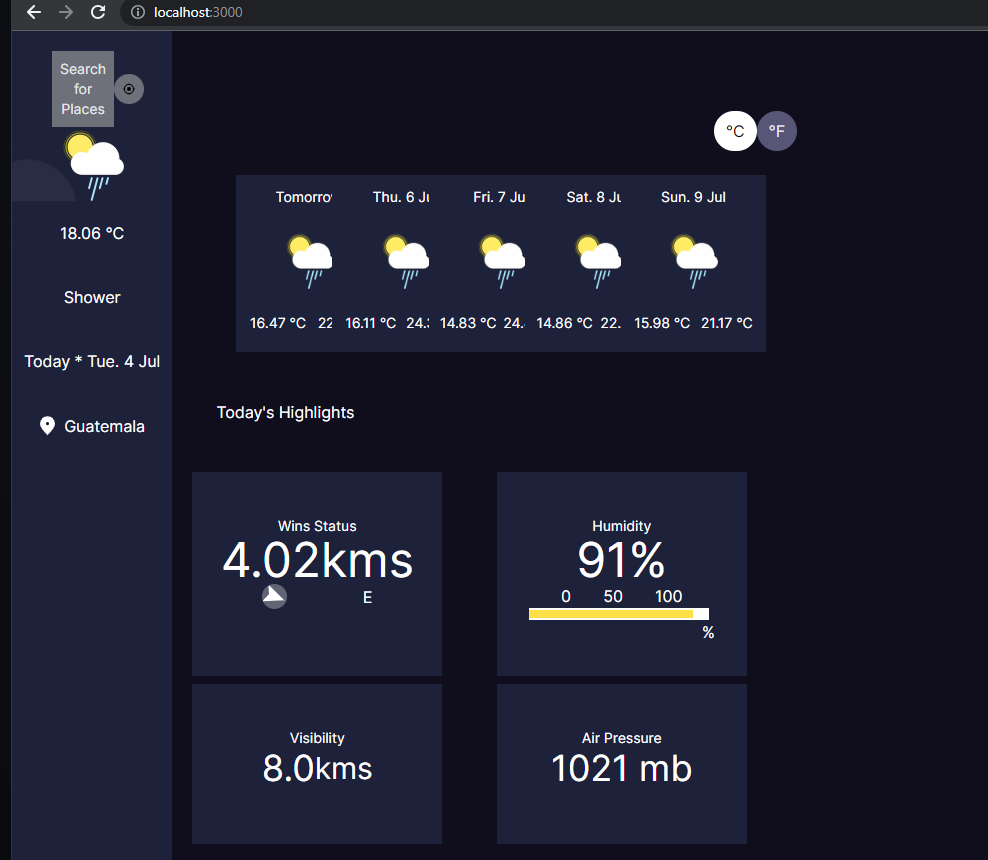 localhost:3000
Search
for
Places
°C °F
18.06 °C
Shower
Today * Tue. 4 Jul
Guatemala
Tomorro Thu. 6 Ju Fri. 7 Ju Sat. 8 Ju Sun. 9 Jul
16.47 °C 22 16.11 °C 24. 14.83 °C 24. 14.86 °C 22. 15.98 °C 21.17 °C
Today's Highlights
Wins Status
4.02kms
E
Humidity
91%
0 50 100
%
Visibility
8.0kms
Air Pressure
1021 mb